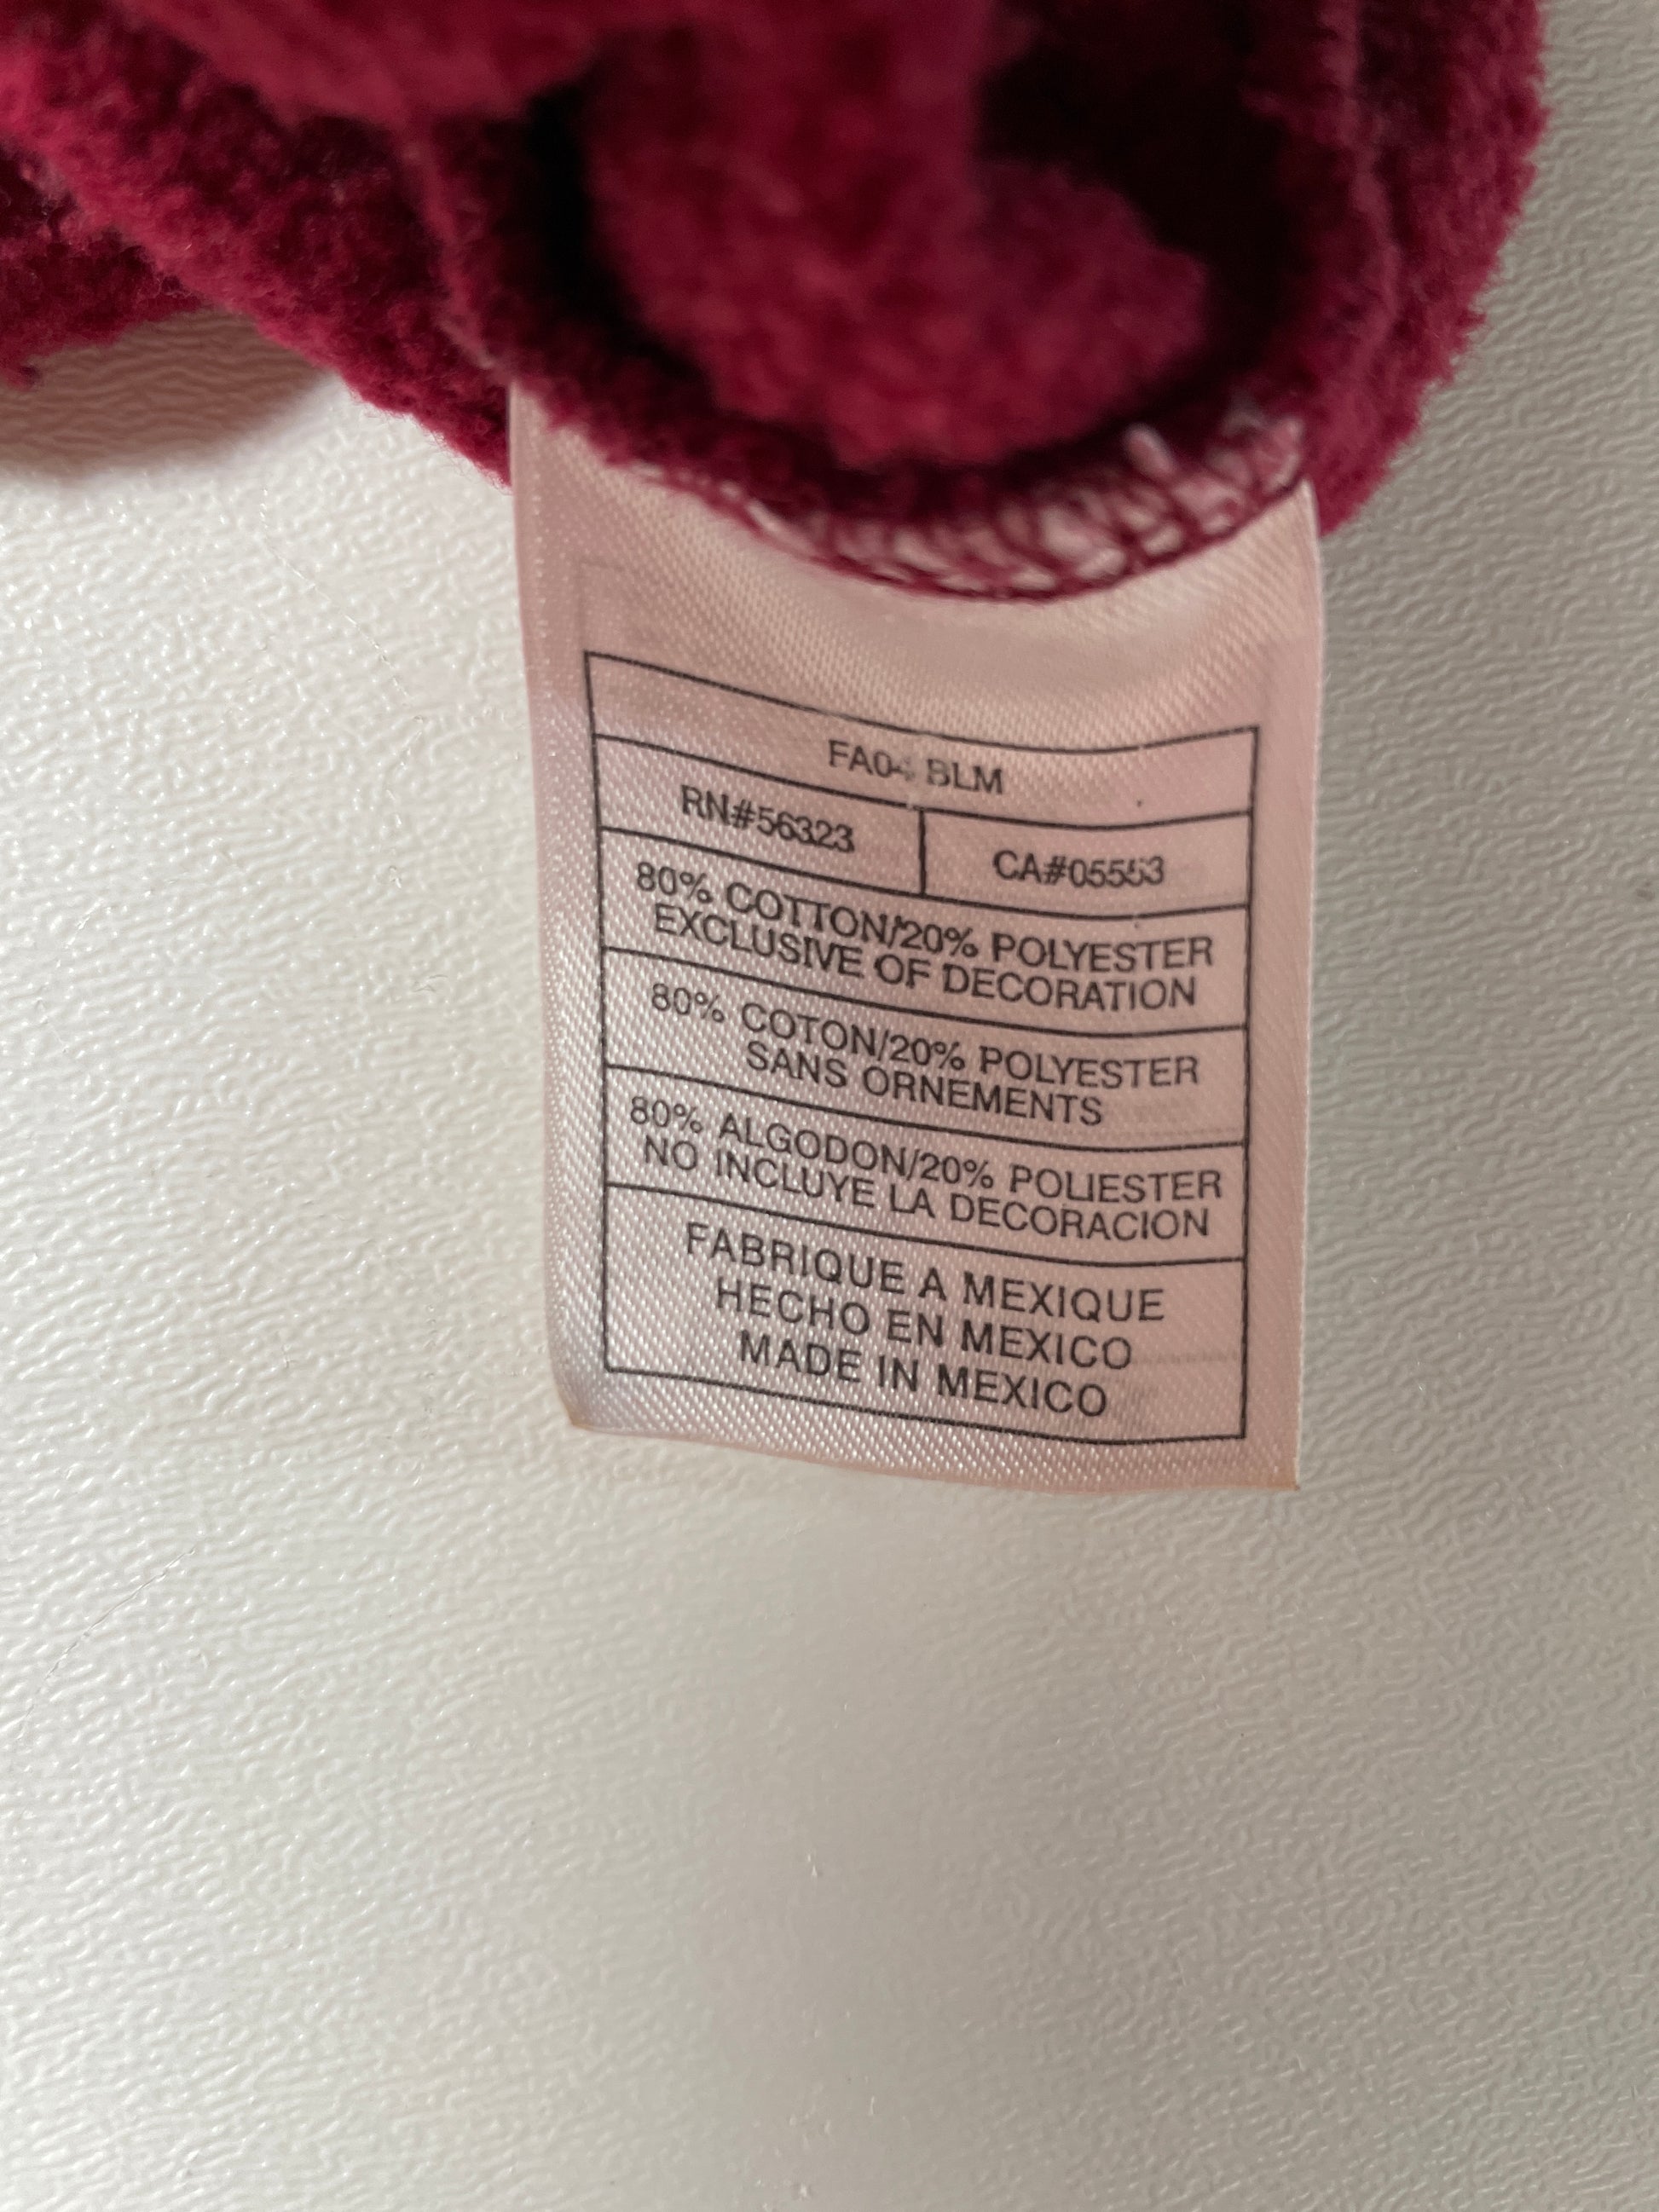 FA04 BLM
RN#56323
CA#05553
80% COTTON/20% POLYESTER
EXCLUSIVE OF DECORATION
80% COTON/20% POLYESTER
SANS ORNEMENTS
80% ALGODON/20% POLIESTER
NO INCLUYE LA DECORACION
FABRIQUE A MEXIQUE
HECHO EN MEXICO
MADE IN MEXICO